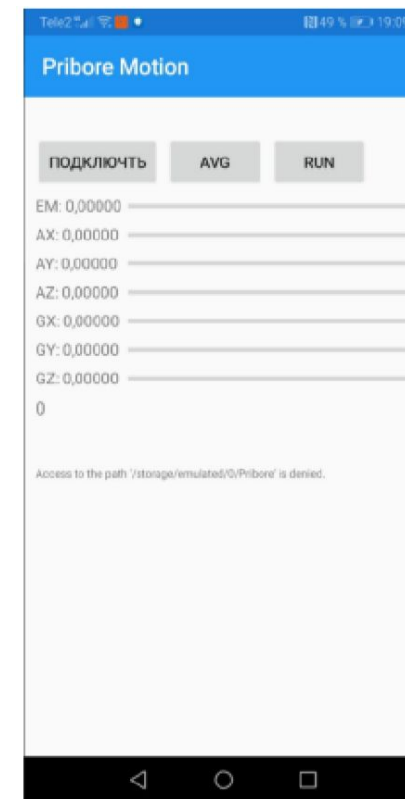 Tele2 49 % 19:09
Pribore Motion
ПОДКЛЮЧТЬ AVG RUN
EM: 0,00000
AX: 0,00000
AY: 0,00000
AZ: 0,00000
GX: 0,00000
GY: 0,00000
GZ: 0,00000
0
Access to the path '/storage/emulated/0/Pribore' is denied.